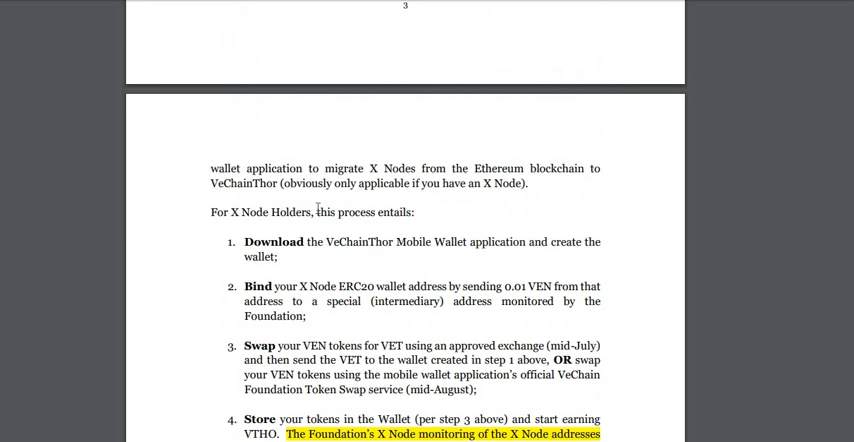 3
wallet application to migrate X Nodes from the Ethereum blockchain to
VeChainThor (obviously only applicable if you have an X Node).
For X Node Holders, this process entails:
1. Download the VeChainThor Mobile Wallet application and create the
wallet;
2. Bind your X Node ERC20 wallet address by sending 0.01 VEN from that
address to a special (intermediary) address monitored by the
Foundation;
3. Swap your VEN tokens for VET using an approved exchange (mid-July)
and then send the VET to the wallet created in step 1 above, OR swap
your VEN tokens using the mobile wallet application's official VeChain
Foundation Token Swap service (mid-August);
4. Store your tokens in the Wallet (per step 3 above) and start earning
VTHO. The Foundation's X Node monitoring of the X Node addresses